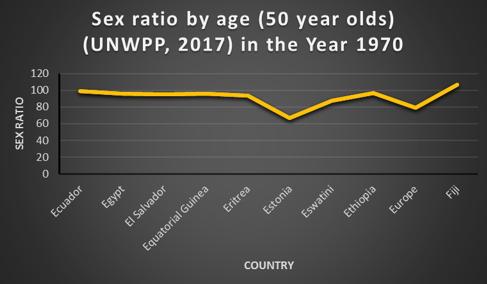 Sex ratio by age (50 year olds)
(UNWPP, 2017) in the Year 1970
SEX RATIO
120
100
80
60
40
20
0
Ecuador
Egypt
El Salvador
Equatorial Guinea
Eritrea
Estonia
Eswatini
Ethiopia
Europe
Fiji
COUNTRY